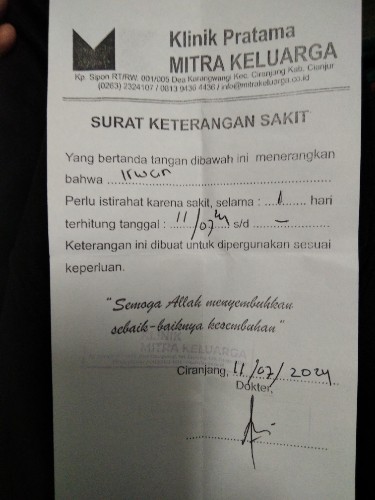 Klinik Pratama
MITRA KELUARGA
Kp. Sipon RT/RW. 001/005 Desa Karangwangi Kec. Ciranjang Kab. Cianjur
(0263) 2324107 / 0813 9430 4436 / info@mitrakeluarga.co.id
SURAT KETERANGAN SAKIT
Yang bertanda tangan dibawah ini menerangkan
bahwa Irwan
Perlu istirahat karena sakit, selama : 1 hari
terhitung tanggal : 11/07 24 s/d –
Keterangan ini dibuat untuk dipergunakan sesuai
keperluan.
"Semoga Allah menyembuhkan
sebaik-baiknya kesembuhan"
KLINIK
MITRA KELUARGA
Ciranjang, 11/07/2024
Dokter,